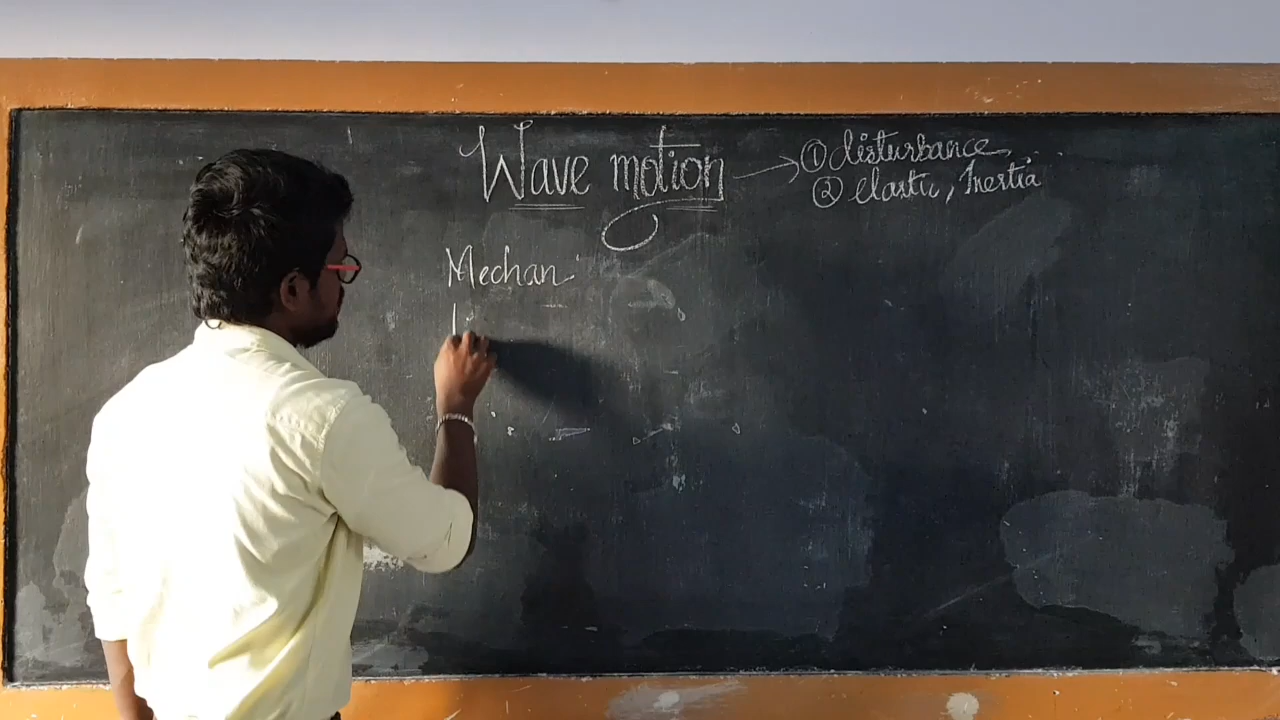 Wave motion → ① disturbance,
② elastic, Inertia
Mechan